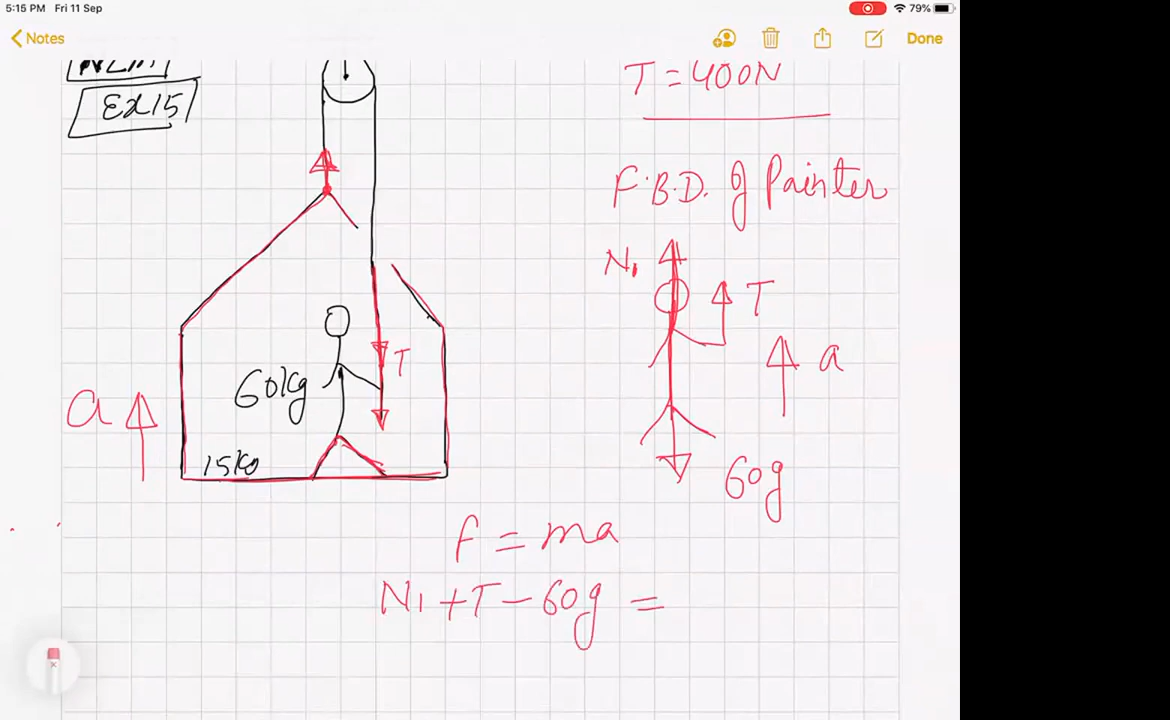 5:15 PM Fri 11 Sep
79%
Notes
Done
NLM
Ex15
T = 400N
F.B.D. of Painter
N1
T
a
60g
60kg
T
a
15kg
f = ma
N1 + T - 60g =